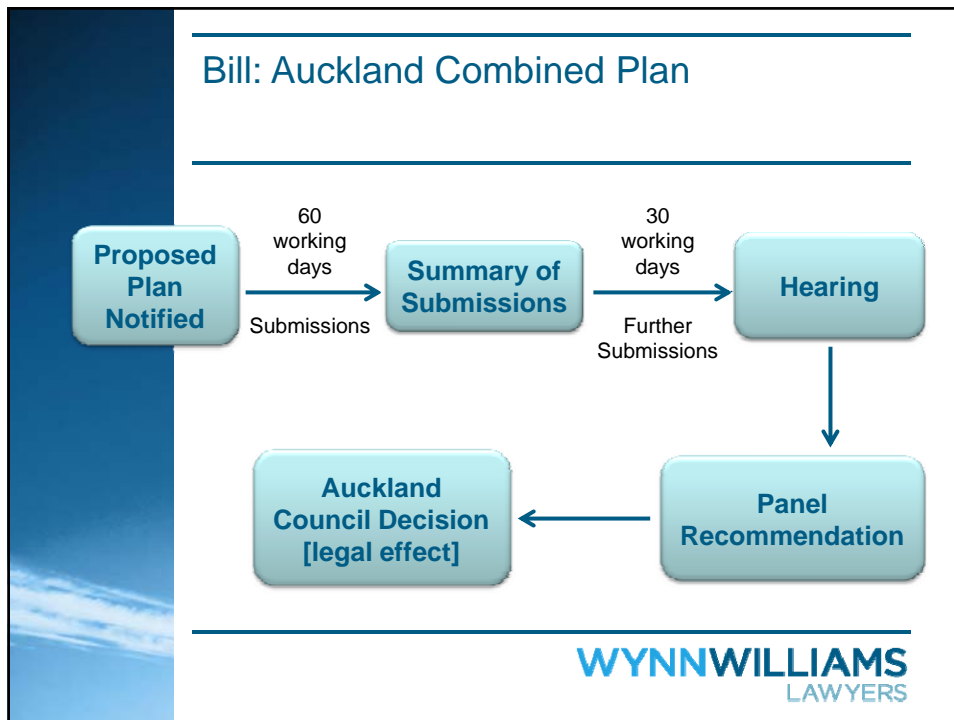 Bill: Auckland Combined Plan
Proposed
Plan
Notified
60
working
days
Submissions
Summary of
Submissions
30
working
days
Further
Submissions
Hearing
Panel
Recommendation
Auckland
Council Decision
[legal effect]
WYNNWILLIAMS
LAWYERS